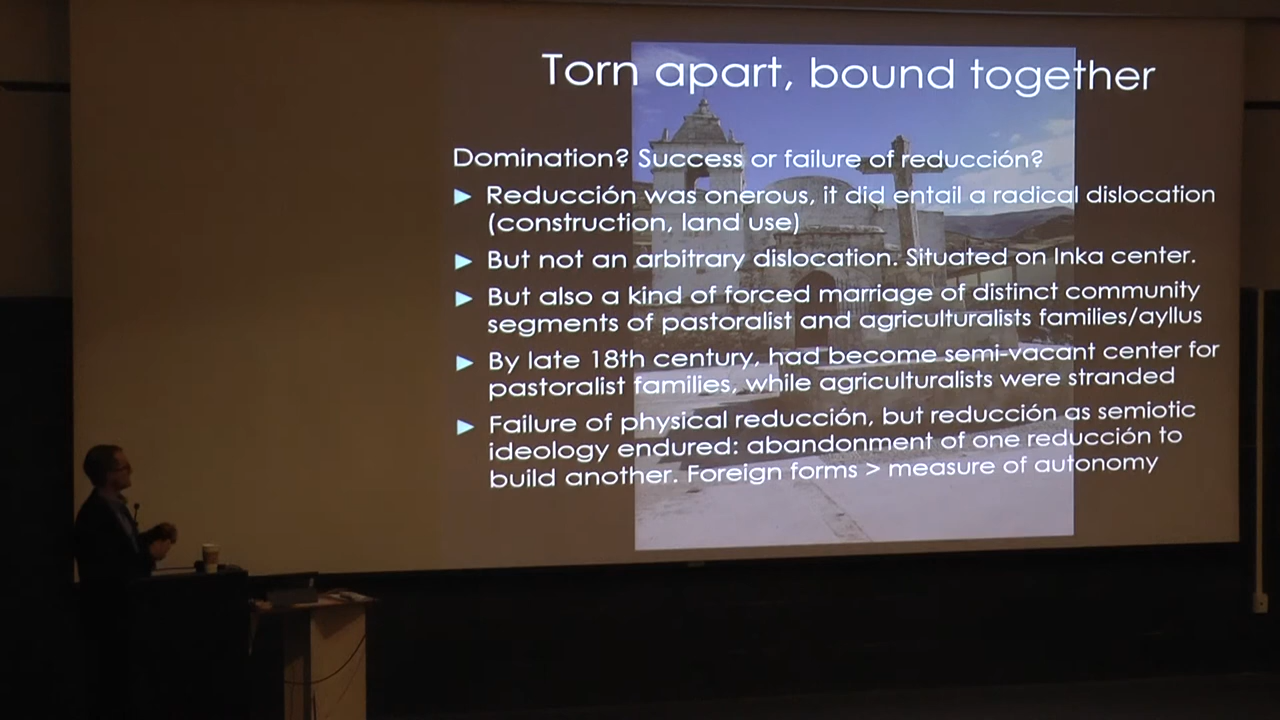 Torn apart, bound together
Domination? Success or failure of reducción?
Reducción was onerous, it did entail a radical dislocation
(construction, land use)
But not an arbitrary dislocation. Situated on Inka center.
But also a kind of forced marriage of distinct community
segments of pastoralist and agriculturalists families/ayllus
By late 18th century, had become semi-vacant center for
pastoralist families, while agriculturalists were stranded
Failure of physical reducción, but reducción as semiotic
ideology endured: abandonment of one reducción to
build another. Foreign forms > measure of autonomy